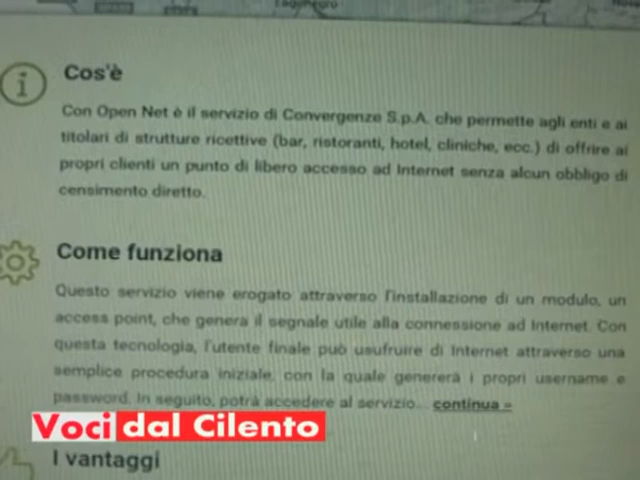 Lagonegro
Cos'è
Con Open Net è il servizio di Convergenze S.p.A. che permette agli enti e ai
titolari di strutture ricettive (bar, ristoranti, hotel, cliniche, ecc.) di offrire ai
propri clienti un punto di libero accesso ad Internet senza alcun obbligo di
censimento diretto.
Come funziona
Questo servizio viene erogato attraverso l'installazione di un modulo, un
access point, che genera il segnale utile alla connessione ad Internet. Con
questa tecnologia, l'utente finale può usufruire di Internet attraverso una
semplice procedura iniziale, con la quale genererà i propri username e
password. In seguito, potrà accedere al servizio... continua »
Voci dal Cilento
I vantaggi